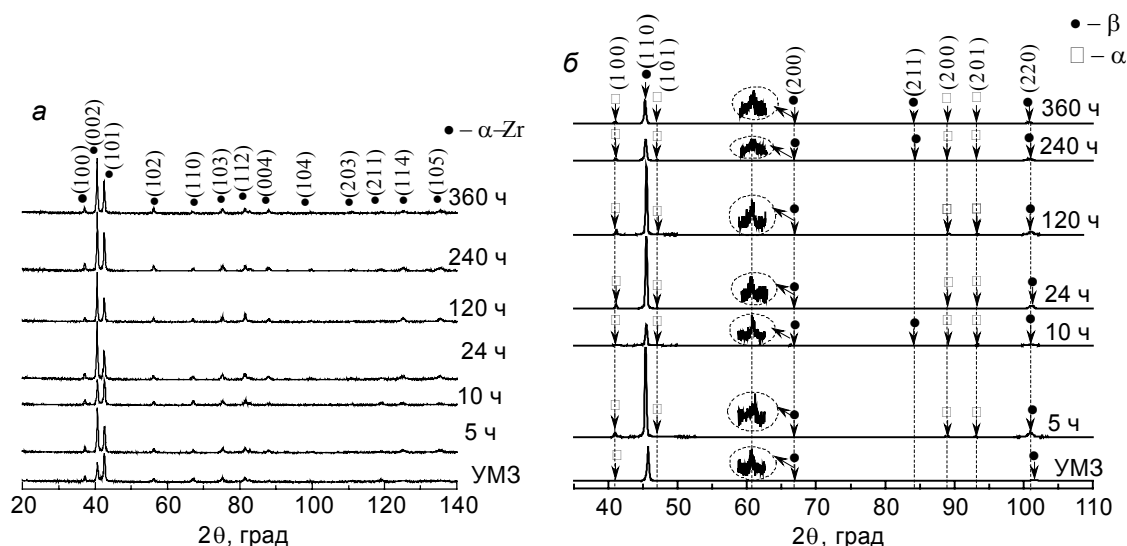 а
● – α–Zr
(100)
(002)
(101)
(102)
(110)
(103)
(112)
(004)
(104)
(203)
(211)
(114)
(105)
360 ч
240 ч
120 ч
24 ч
10 ч
5 ч
УМЗ
20 40 60 80 100 120 140
2θ, град
б
● – β
□ – α
(100)
(110)
(101)
(200)
(211)
(200)
(201)
(220)
360 ч
240 ч
120 ч
24 ч
10 ч
5 ч
УМЗ
40 50 60 70 80 90 100 110
2θ, град